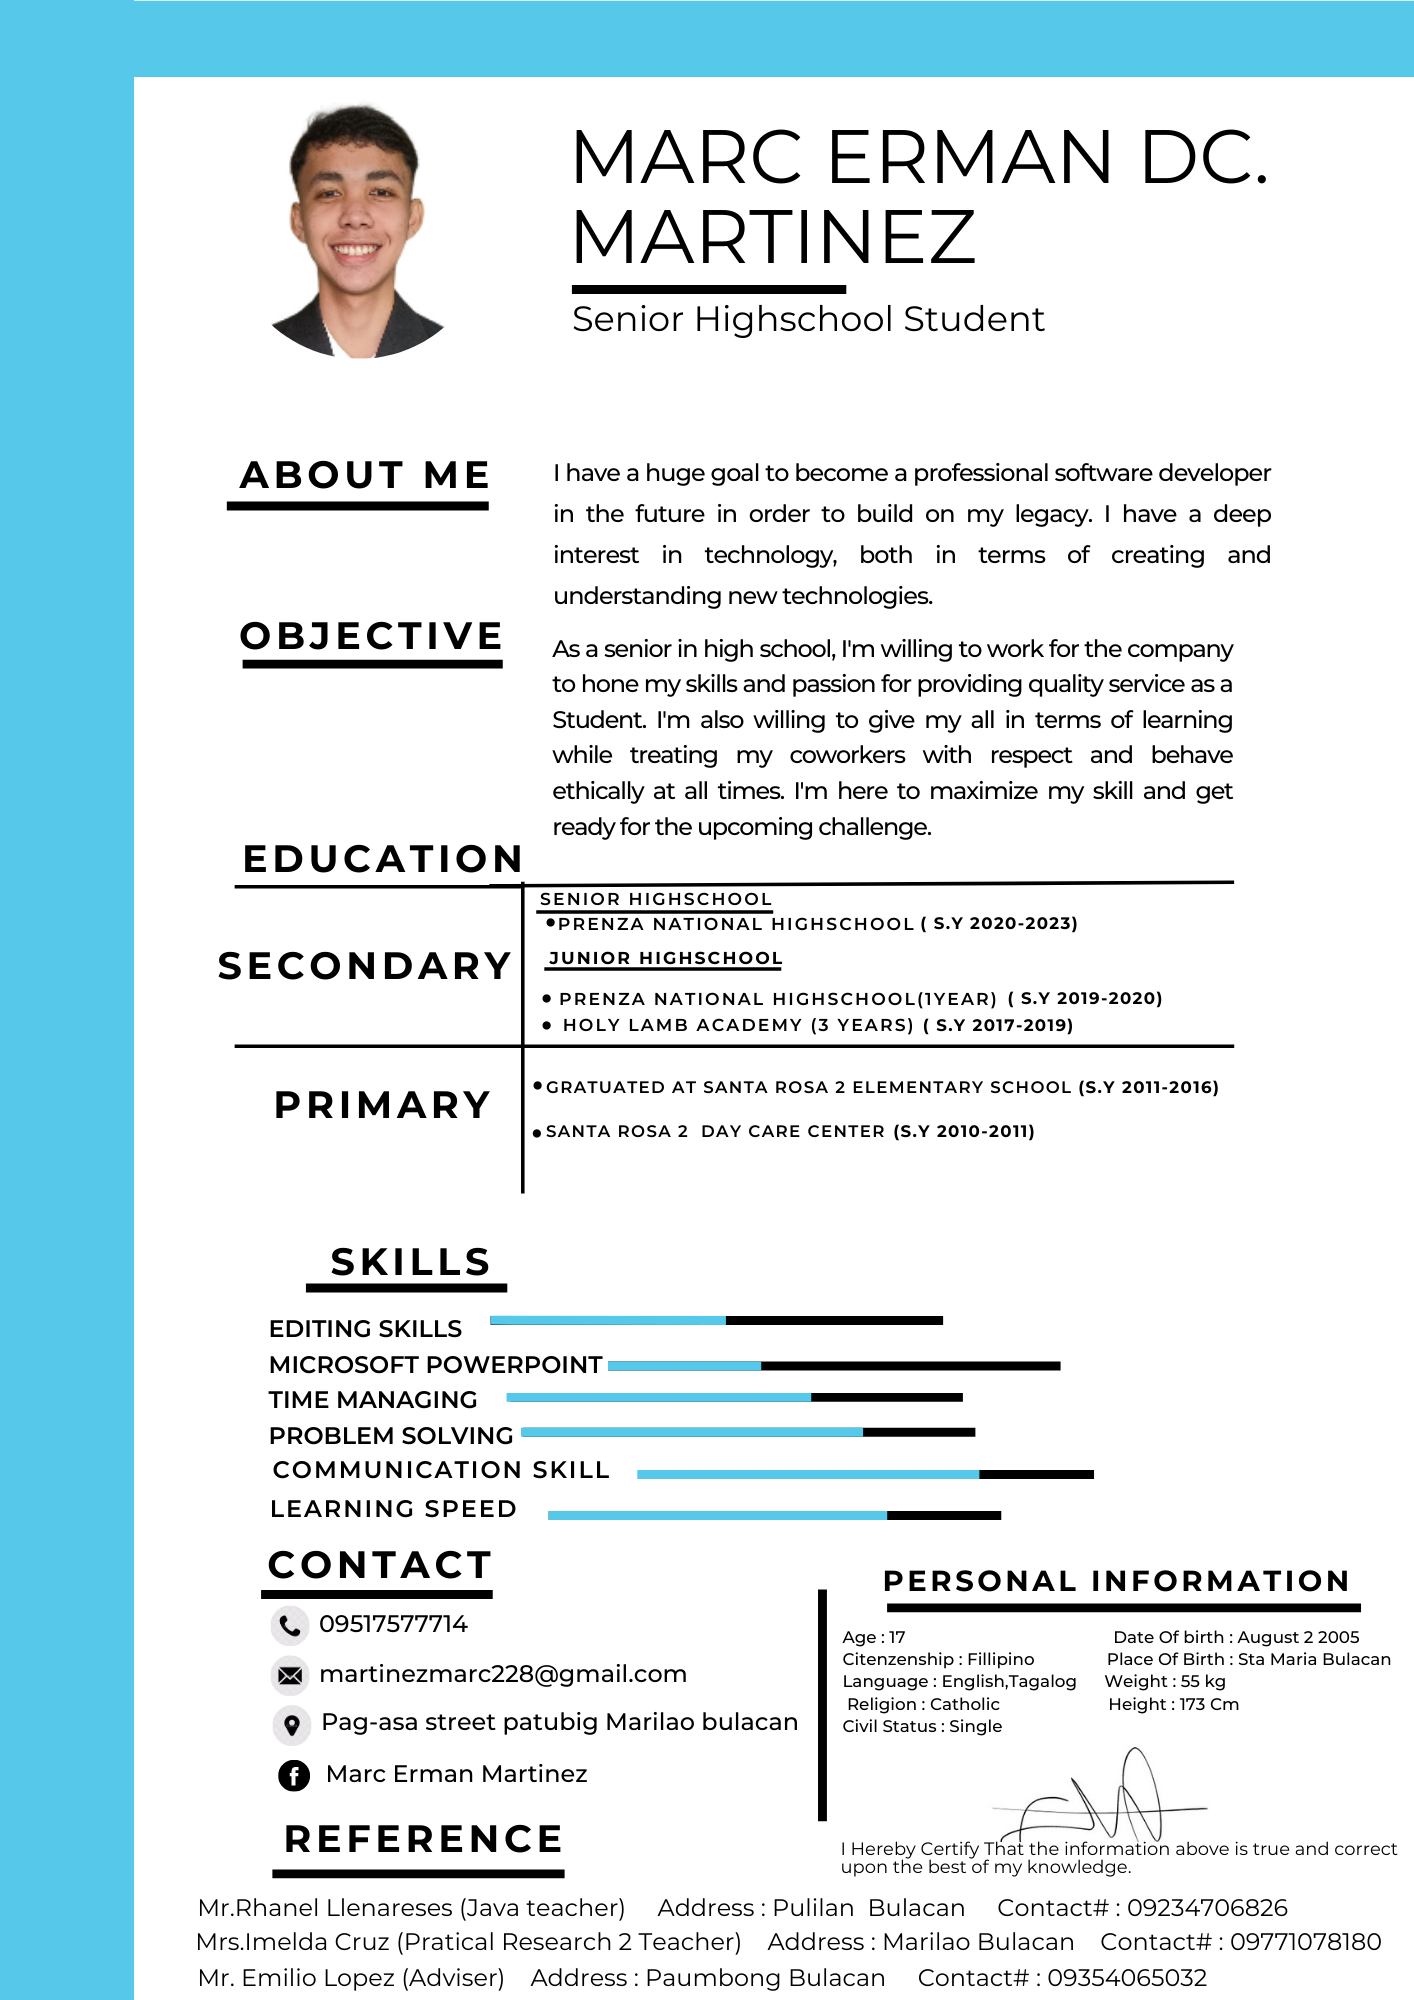 MARC ERMAN DC.
MARTINEZ
Senior Highschool Student
ABOUT ME
I have a huge goal to become a professional software developer
in the future in order to build on my legacy. I have a deep
interest in technology, both in terms of creating and
understanding new technologies.
OBJECTIVE
As a senior in high school, I'm willing to work for the company
to hone my skills and passion for providing quality service as a
Student. I'm also willing to give my all in terms of learning
while treating my coworkers with respect and behave
ethically at all times. I'm here to maximize my skill and get
ready for the upcoming challenge.
EDUCATION
SECONDARY
SENIOR HIGHSCHOOL
•PRENZA NATIONAL HIGHSCHOOL ( S.Y 2020-2023)
JUNIOR HIGHSCHOOL
• PRENZA NATIONAL HIGHSCHOOL(1YEAR) ( S.Y 2019-2020)
• HOLY LAMB ACADEMY (3 YEARS) ( S.Y 2017-2019)
PRIMARY
•GRATUATED AT SANTA ROSA 2 ELEMENTARY SCHOOL (S.Y 2011-2016)
•SANTA ROSA 2 DAY CARE CENTER (S.Y 2010-2011)
SKILLS
EDITING SKILLS
MICROSOFT POWERPOINT
TIME MANAGING
PROBLEM SOLVING
COMMUNICATION SKILL
LEARNING SPEED
CONTACT
09517577714
martinezmarc228@gmail.com
Pag-asa street patubig Marilao bulacan
Marc Erman Martinez
PERSONAL INFORMATION
Age : 17 Date Of birth : August 2 2005
Citenzenship : Fillipino Place Of Birth : Sta Maria Bulacan
Language : English,Tagalog Weight : 55 kg
Religion : Catholic Height : 173 Cm
Civil Status : Single
I Hereby Certify That the information above is true and correct
upon the best of my knowledge.
REFERENCE
Mr.Rhanel Llenareses (Java teacher) Address : Pulilan Bulacan Contact# : 09234706826
Mrs.Imelda Cruz (Pratical Research 2 Teacher) Address : Marilao Bulacan Contact# : 09771078180
Mr. Emilio Lopez (Adviser) Address : Paumbong Bulacan Contact# : 09354065032